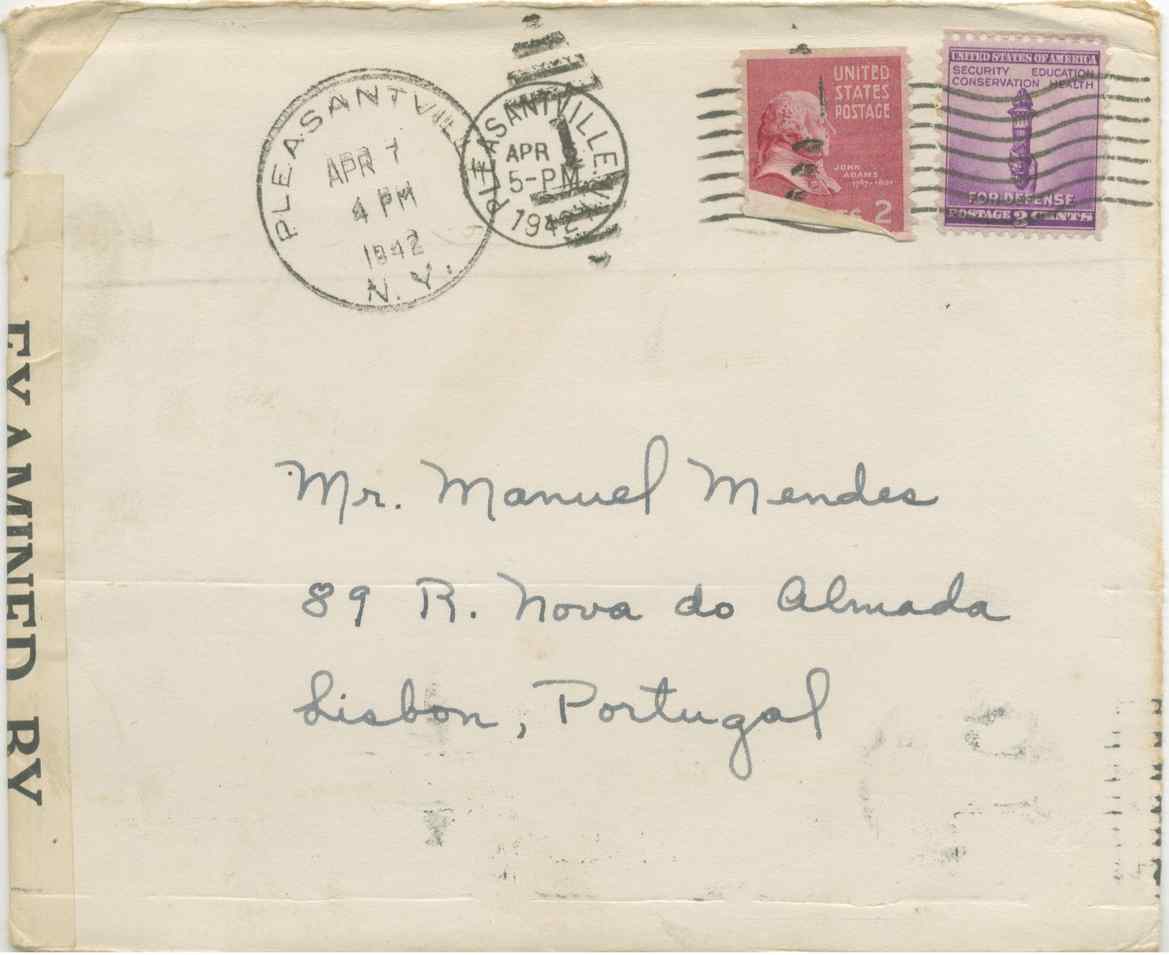 PLEASANTVILLE
APR 7
4 PM
1942
N.Y.
PLEASANTVILLE
APR
5-PM
1942
UNITED
STATES
POSTAGE
JOHN
ADAMS
1797-1801
2
UNITED STATES OF AMERICA
SECURITY EDUCATION
CONSERVATION HEALTH
FOR DEFENSE
POSTAGE 3 CENTS
EXAMINED BY
Mr. Manuel Mendes
89 R. Nova do Almada
Lisbon, Portugal